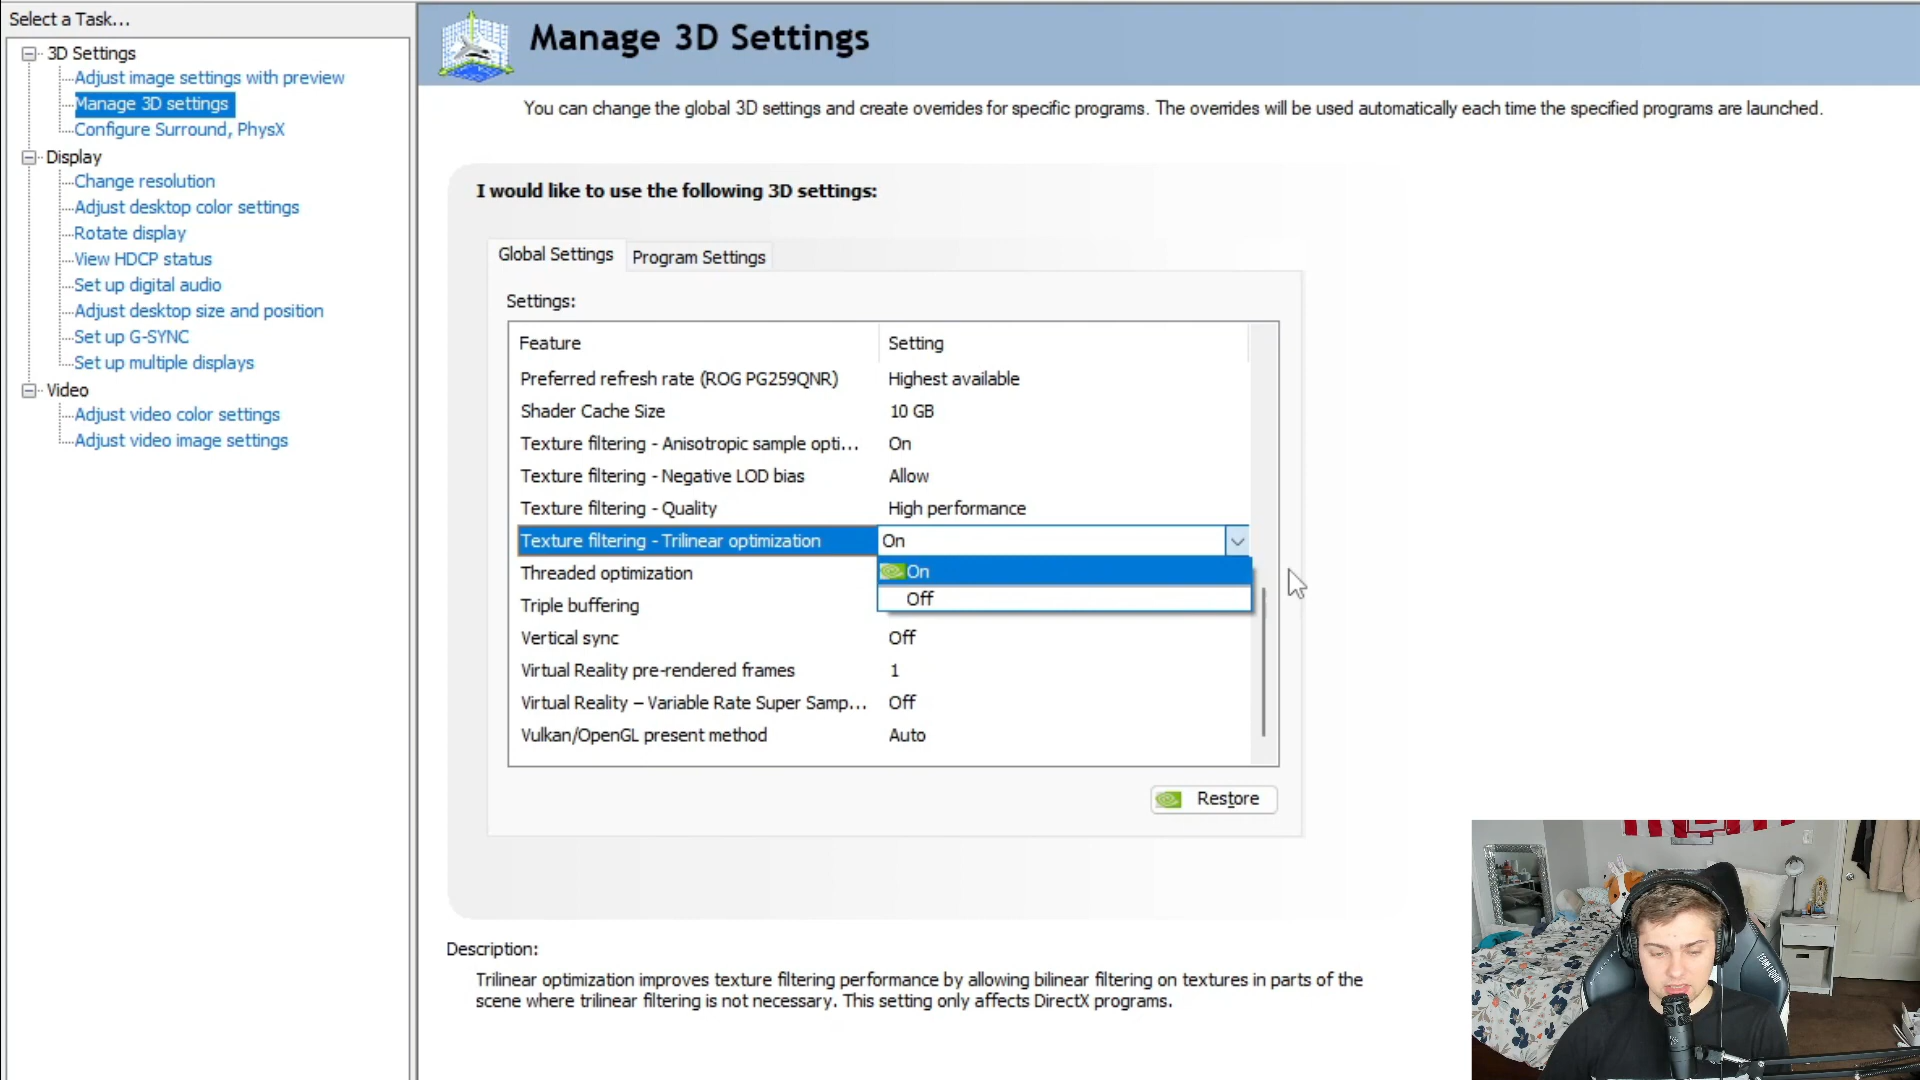 Select a Task...
3D Settings
Adjust image settings with preview
Manage 3D settings
Configure Surround, PhysX
Display
Change resolution
Adjust desktop color settings
Rotate display
View HDCP status
Set up digital audio
Adjust desktop size and position
Set up G-SYNC
Set up multiple displays
Video
Adjust video color settings
Adjust video image settings
Manage 3D Settings
You can change the global 3D settings and create overrides for specific programs. The overrides will be used automatically each time the specified programs are launched.
I would like to use the following 3D settings:
Global Settings
Program Settings
Settings:
Feature Setting
Preferred refresh rate (ROG PG259QNR) Highest available
Shader Cache Size 10 GB
Texture filtering - Anisotropic sample opti... On
Texture filtering - Negative LOD bias Allow
Texture filtering - Quality High performance
Texture filtering - Trilinear optimization On
On
Threaded optimization
Off
Triple buffering
Vertical sync Off
Virtual Reality pre-rendered frames 1
Virtual Reality – Variable Rate Super Samp... Off
Vulkan/OpenGL present method Auto
Restore
Description:
Trilinear optimization improves texture filtering performance by allowing bilinear filtering on textures in parts of the
scene where trilinear filtering is not necessary. This setting only affects DirectX programs.
TEAM LIQUID